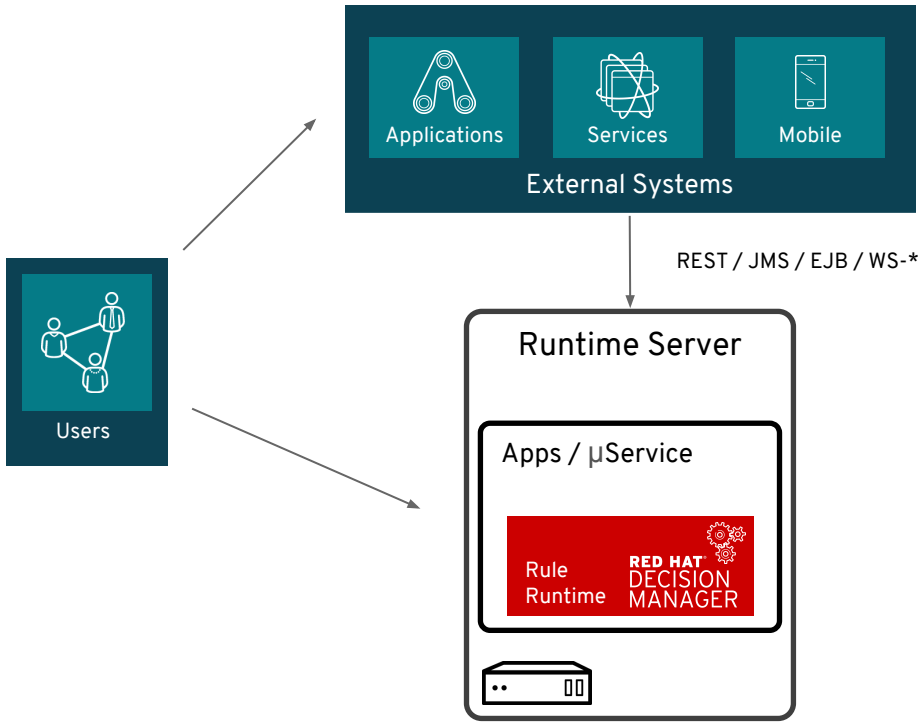 Applications
Services
Mobile
External Systems
REST / JMS / EJB / WS-*
Users
Runtime Server
Apps / µService
Rule
Runtime
RED HAT
DECISION
MANAGER